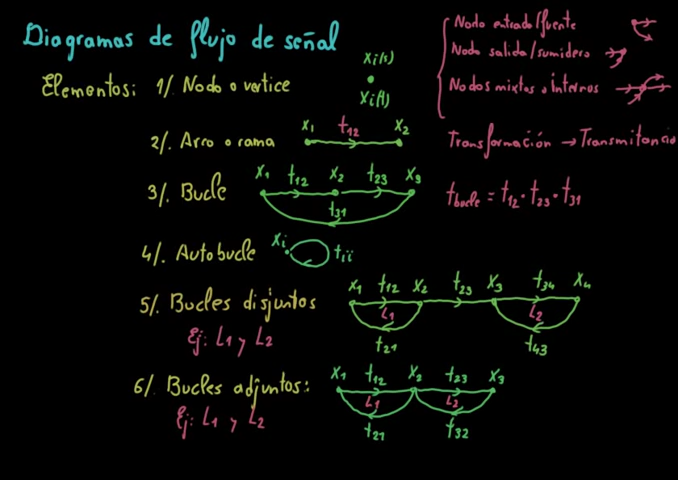 Diagramas de flujo de señal
Elementos: 1/. Nodo o vertice
Xi(s)
Xi(t)
Nodo entrada/fuente
Nodo salida/sumidero
Nodos mixtos o internos
2/. Arco o rama
X1 t12 X2
Transformación → Transmitancia
3/. Bucle
X1 t12 X2 t23 X3
t31
tbucle = t12 · t23 · t31
4/. Autobucle
Xi tii
5/. Bucles disjuntos
Ej: L1 y L2
X1 t12 X2 t23 X3 t34 X4
L1 L2
t21 t43
6/. Bucles adjuntos:
Ej: L1 y L2
X1 t12 X2 t23 X3
L1 L2
t21 t32